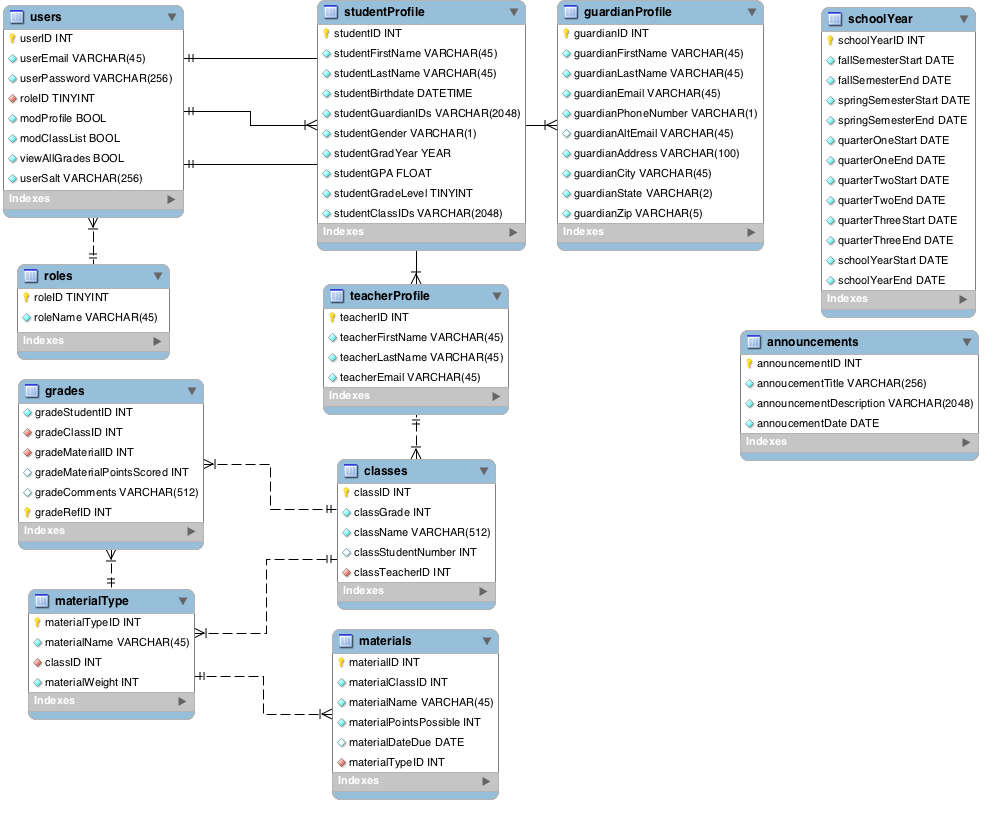 users
userID INT
userEmail VARCHAR(45)
userPassword VARCHAR(256)
roleID TINYINT
modProfile BOOL
modClassList BOOL
viewAllGrades BOOL
userSalt VARCHAR(256)
Indexes
studentProfile
studentID INT
studentFirstName VARCHAR(45)
studentLastName VARCHAR(45)
studentBirthdate DATETIME
studentGuardianIDs VARCHAR(2048)
studentGender VARCHAR(1)
studentGradYear YEAR
studentGPA FLOAT
studentGradeLevel TINYINT
studentClassIDs VARCHAR(2048)
Indexes
guardianProfile
guardianID INT
guardianFirstName VARCHAR(45)
guardianLastName VARCHAR(45)
guardianEmail VARCHAR(45)
guardianPhoneNumber VARCHAR(1)
guardianAltEmail VARCHAR(45)
guardianAddress VARCHAR(100)
guardianCity VARCHAR(45)
guardianState VARCHAR(2)
guardianZip VARCHAR(5)
Indexes
schoolYear
schoolYearID INT
fallSemesterStart DATE
fallSemesterEnd DATE
springSemesterStart DATE
springSemesterEnd DATE
quarterOneStart DATE
quarterOneEnd DATE
quarterTwoStart DATE
quarterTwoEnd DATE
quarterThreeStart DATE
quarterThreeEnd DATE
schoolYearStart DATE
schoolYearEnd DATE
Indexes
roles
roleID TINYINT
roleName VARCHAR(45)
Indexes
teacherProfile
teacherID INT
teacherFirstName VARCHAR(45)
teacherLastName VARCHAR(45)
teacherEmail VARCHAR(45)
Indexes
announcements
announcementID INT
annoucementTitle VARCHAR(256)
announcementDescription VARCHAR(2048)
annoucementDate DATE
Indexes
grades
gradeStudentID INT
gradeClassID INT
gradeMaterialID INT
gradeMaterialPointsScored INT
gradeComments VARCHAR(512)
gradeRefID INT
Indexes
classes
classID INT
classGrade INT
className VARCHAR(512)
classStudentNumber INT
classTeacherID INT
Indexes
materialType
materialTypeID INT
materialName VARCHAR(45)
classID INT
materialWeight INT
Indexes
materials
materialID INT
materialClassID INT
materialName VARCHAR(45)
materialPointsPossible INT
materialDateDue DATE
materialTypeID INT
Indexes